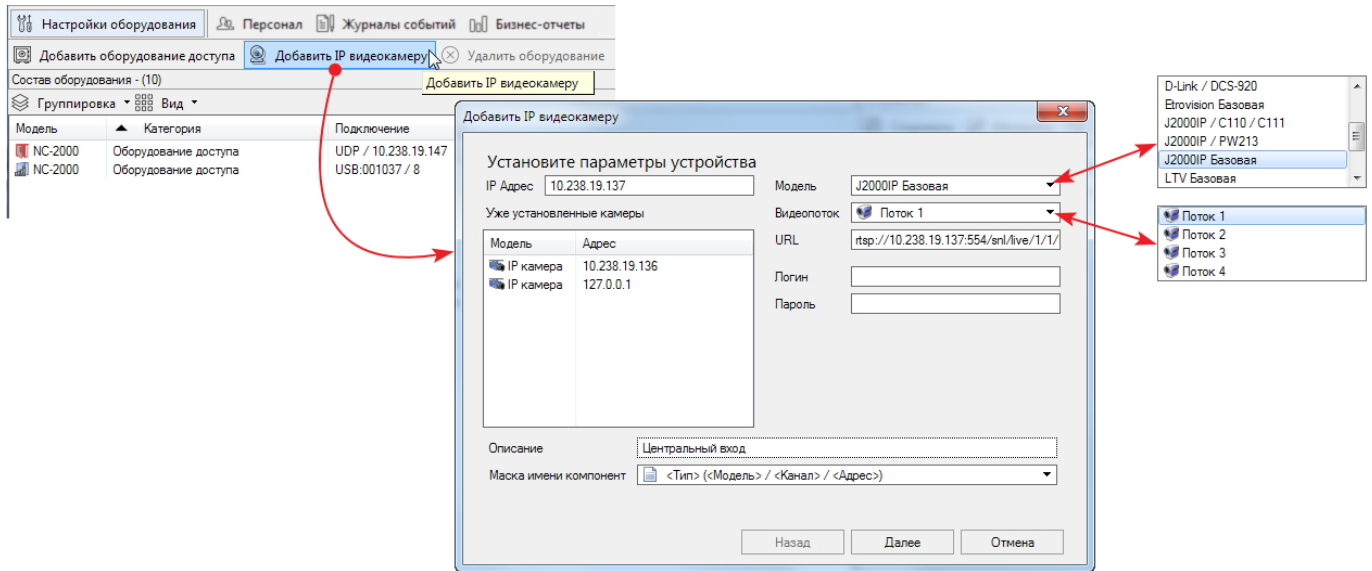 Настройки оборудования Персонал Журналы событий Бизнес-отчеты
Добавить оборудование доступа Добавить IP видеокамеру Удалить оборудование
Состав оборудования - (10)
Добавить IP видеокамеру
Группировка Вид
Модель Категория Подключение
NC-2000 Оборудование доступа UDP / 10.238.19.147
NC-2000 Оборудование доступа USB:001037 / 8
Добавить IP видеокамеру
Установите параметры устройства
IP Адрес 10.238.19.137
Уже установленные камеры
Модель Адрес
IP камера 10.238.19.136
IP камера 127.0.0.1
Модель J2000IP Базовая
Видеопоток Поток 1
URL rtsp://10.238.19.137:554/snl/live/1/1/
Логин
Пароль
Описание Центральный вход
Маска имени компонент <Тип> (<Модель> / <Канал> / <Адрес>)
Назад Далее Отмена
D-Link / DCS-920
Etrovision Базовая
J2000IP / C110 / C111
J2000IP / PW213
J2000IP Базовая
LTV Базовая
Поток 1
Поток 2
Поток 3
Поток 4